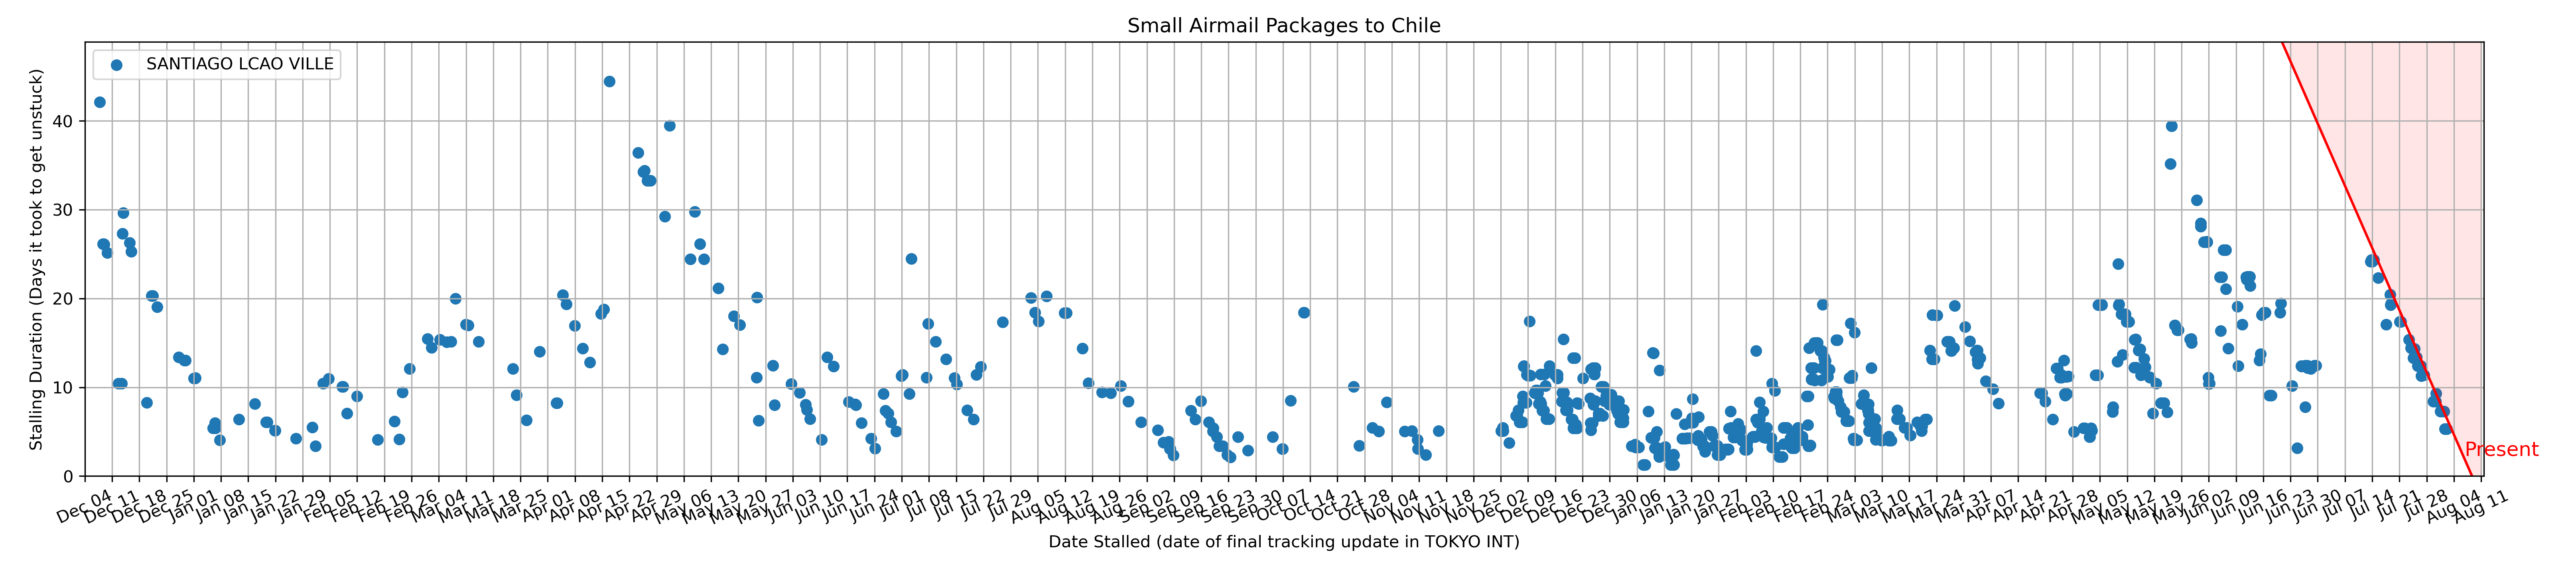 Small Airmail Packages to Chile
SANTIAGO LCAO VILLE
Stalling Duration (Days it took to get unstuck)
40
30
20
10
0
Present
Dec 04 Dec 11 Dec 18 Dec 25 Jan 01 Jan 08 Jan 15 Jan 22 Jan 29 Feb 05 Feb 12 Feb 19 Feb 26 Mar 04 Mar 11 Mar 18 Mar 25 Apr 01 Apr 08 Apr 15 Apr 22 Apr 29 May 06 May 13 May 20 May 27 Jun 03 Jun 10 Jun 17 Jun 24 Jul 01 Jul 08 Jul 15 Jul 22 Jul 29 Aug 05 Aug 12 Aug 19 Aug 26 Sep 02 Sep 09 Sep 16 Sep 23 Sep 30 Oct 07 Oct 14 Oct 21 Oct 28 Nov 04 Nov 11 Nov 18 Nov 25 Dec 02 Dec 09 Dec 16 Dec 23 Dec 30 Jan 06 Jan 13 Jan 20 Jan 27 Feb 03 Feb 10 Feb 17 Feb 24 Mar 03 Mar 10 Mar 17 Mar 24 Mar 31 Apr 07 Apr 14 Apr 21 Apr 28 May 05 May 12 May 19 May 26 Jun 02 Jun 09 Jun 16 Jun 23 Jun 30 Jul 07 Jul 14 Jul 21 Jul 28 Aug 04 Aug 11
Date Stalled (date of final tracking update in TOKYO INT)